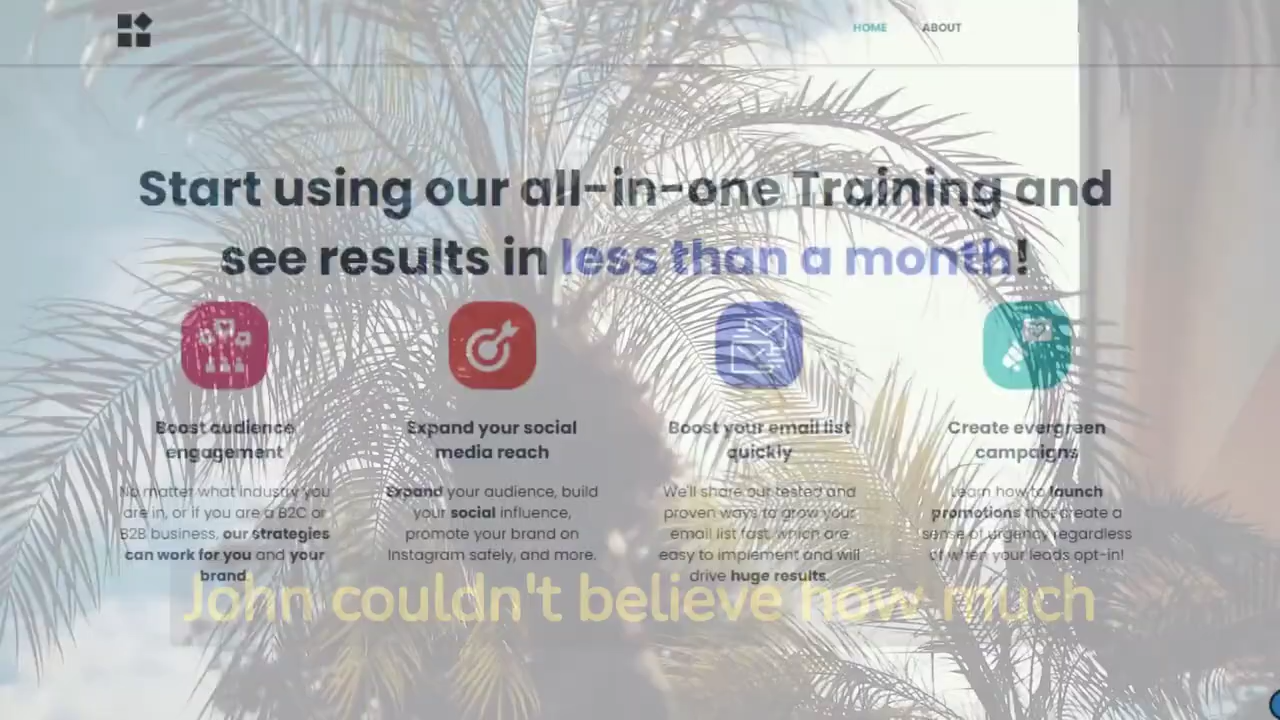 HOME ABOUT
Start using our all-in-one Training and
see results in less than a month!
Boost audience
engagement
No matter what industry you
are in, or if you are a B2C or
B2B business, our strategies
can work for you and your
brand.
Expand your social
media reach
Expand your audience, build
your social influence,
promote your brand on
Instagram safely, and more.
Boost your email list
quickly
We'll share our tested and
proven ways to grow your
email list fast, which are
easy to implement and will
drive huge results.
Create evergreen
campaigns
Learn how to launch
promotions that create a
sense of urgency regardless
of when your leads opt-in!
John couldn't believe how much